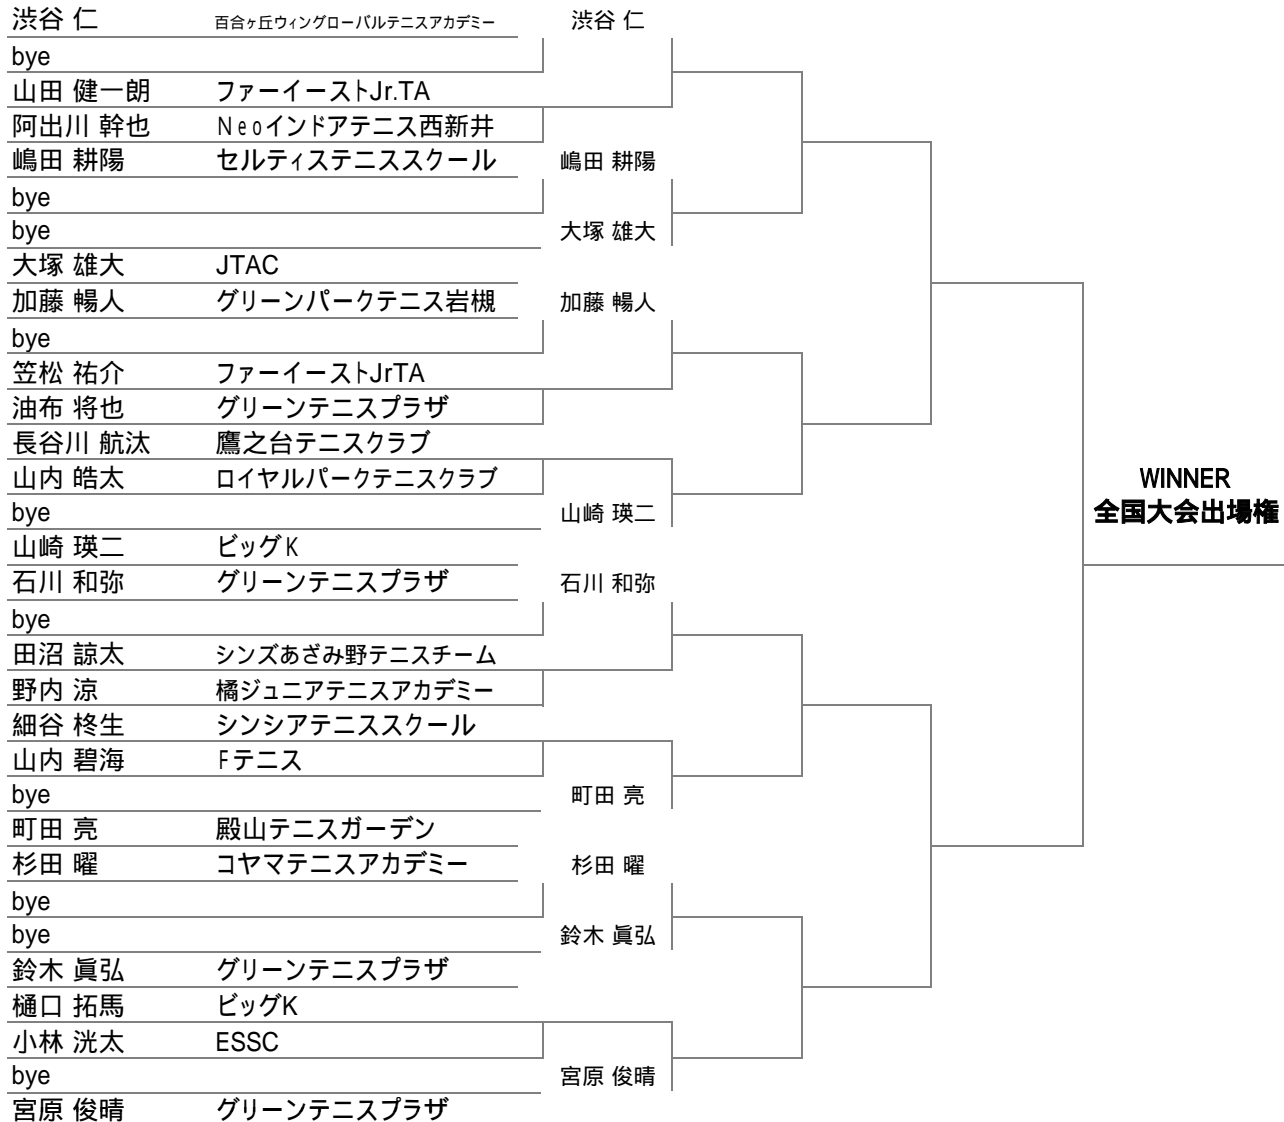 渋谷 仁 百合ヶ丘ウィングローバルテニスアカデミー 渋谷 仁
bye
山田 健一朗 ファーイーストJr.TA
阿出川 幹也 Neoインドアテニス西新井
嶋田 耕陽 セルティステニススクール 嶋田 耕陽
bye
bye 大塚 雄大
大塚 雄大 JTAC
加藤 暢人 グリーンパークテニス岩槻 加藤 暢人
bye
笠松 祐介 ファーイーストJrTA
油布 将也 グリーンテニスプラザ
長谷川 航汰 鷹之台テニスクラブ
山内 皓太 ロイヤルパークテニスクラブ
WINNER
bye 山崎 瑛二 全国大会出場権
山崎 瑛二 ビッグK
石川 和弥 グリーンテニスプラザ 石川 和弥
bye
田沼 諒太 シンズあざみ野テニスチーム
野内 涼 橘ジュニアテニスアカデミー
細谷 柊生 シンシアテニススクール
山内 碧海 Fテニス
bye 町田 亮
町田 亮 殿山テニスガーデン
杉田 曜 コヤマテニスアカデミー 杉田 曜
bye
bye 鈴木 眞弘
鈴木 眞弘 グリーンテニスプラザ
樋口 拓馬 ビッグK
小林 洸太 ESSC
bye 宮原 俊晴
宮原 俊晴 グリーンテニスプラザ